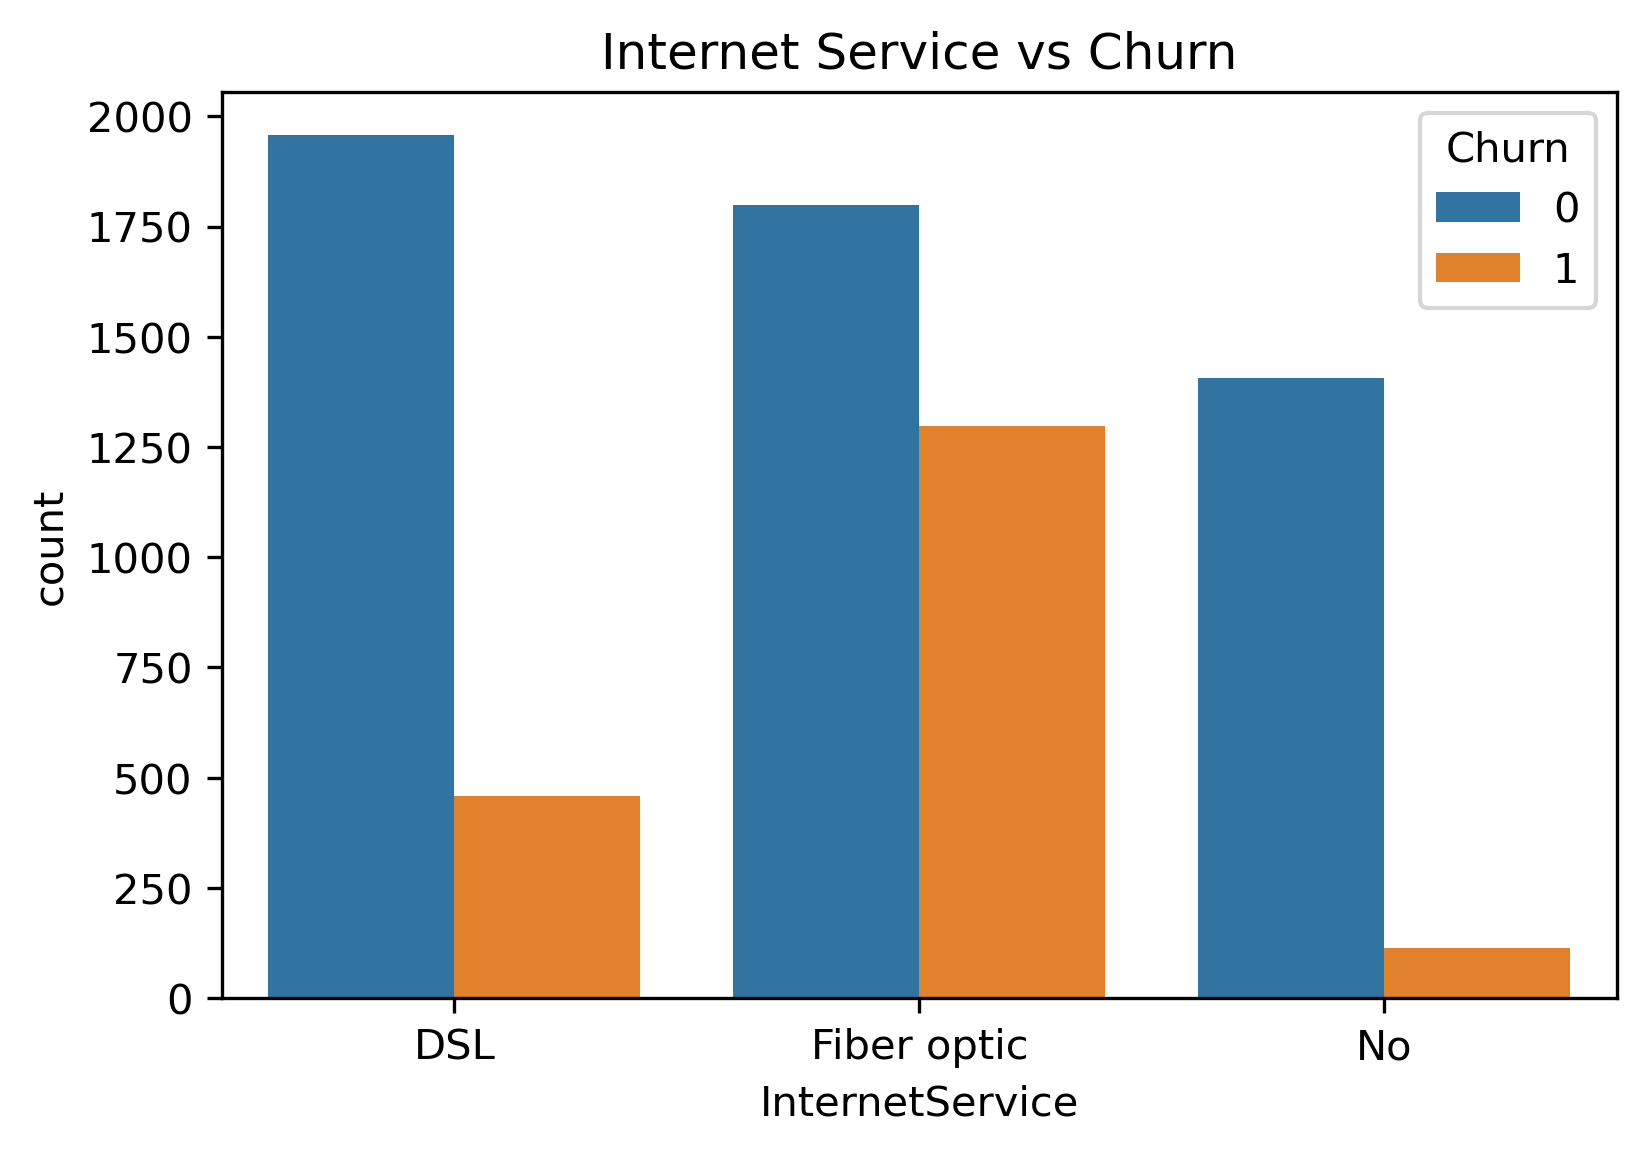 Internet Service vs Churn
2000
1750
1500
1250
1000
750
500
250
0
count
Churn
0
1
DSL
Fiber optic
No
InternetService